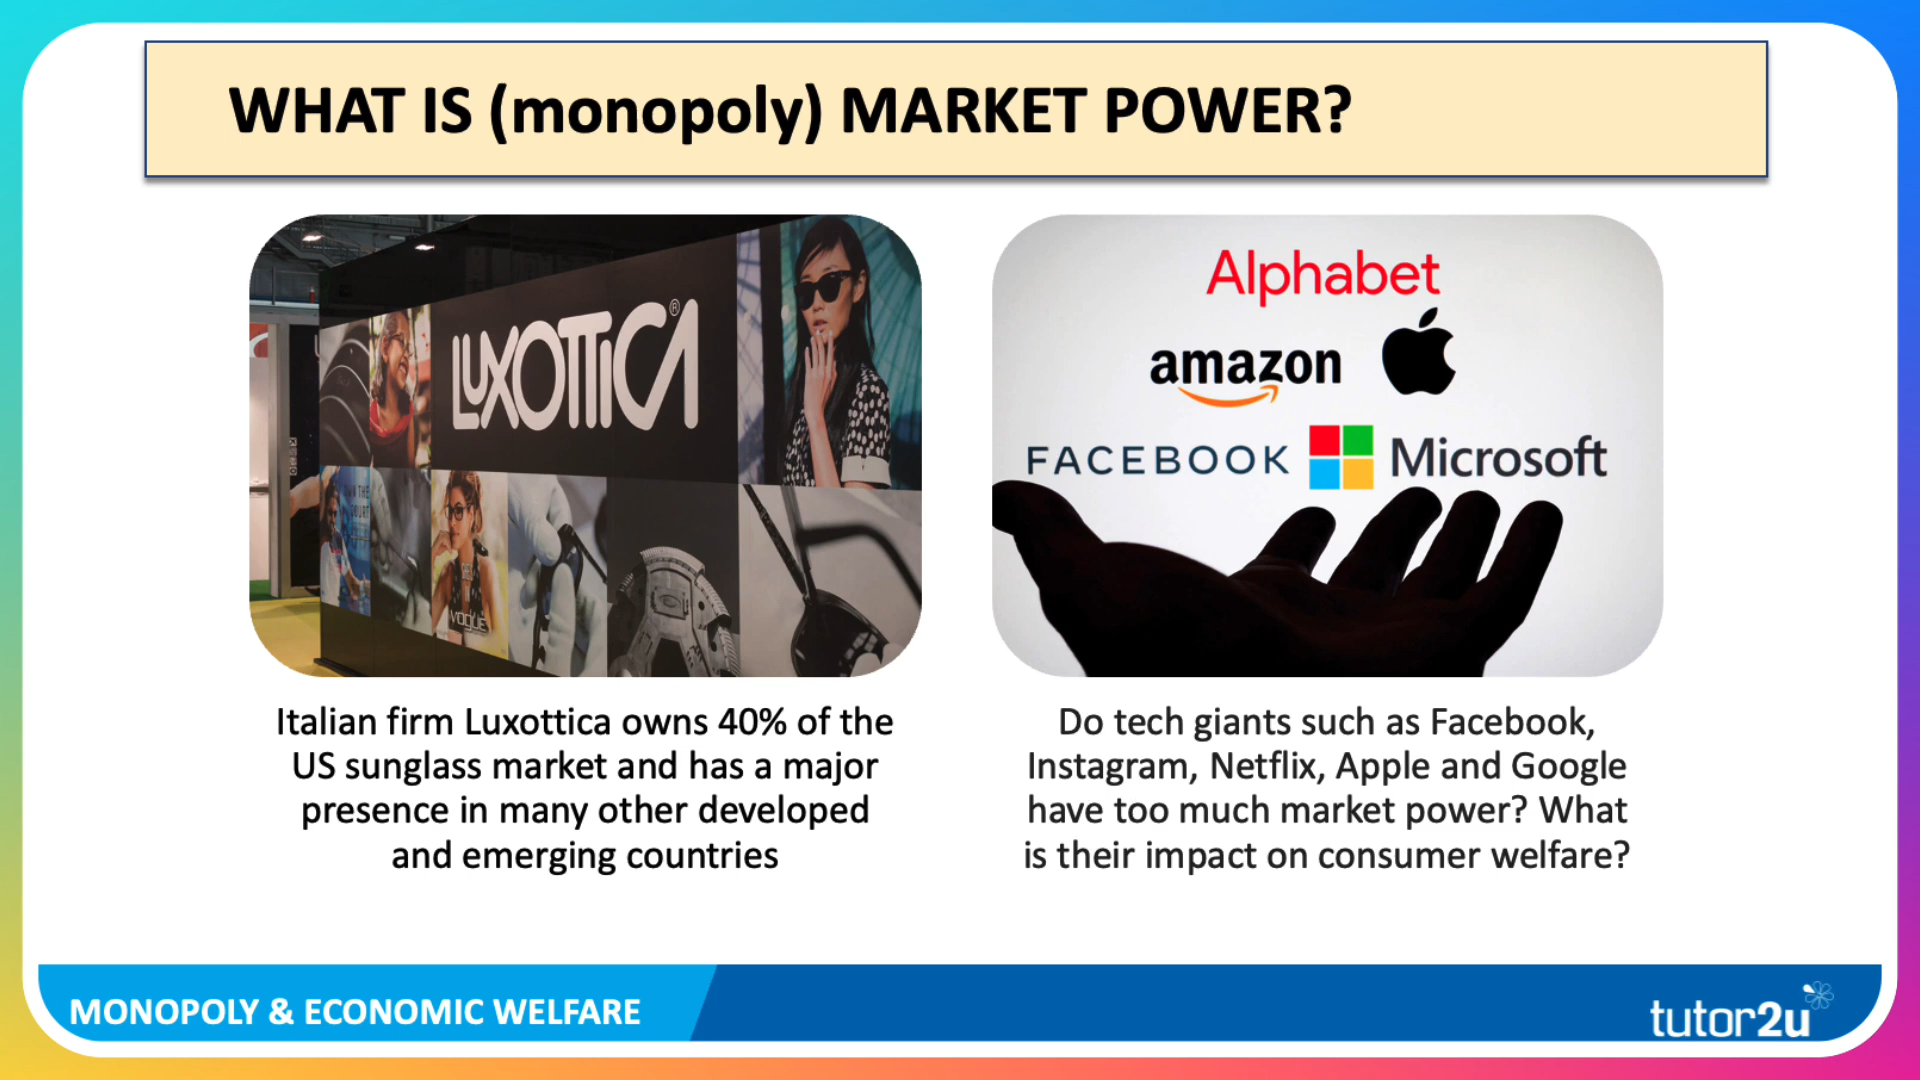 WHAT IS (monopoly) MARKET POWER?
LUXOTTICA®
VOGUE
Alphabet
amazon
FACEBOOK
Microsoft
Italian firm Luxottica owns 40% of the
US sunglass market and has a major
presence in many other developed
and emerging countries
Do tech giants such as Facebook,
Instagram, Netflix, Apple and Google
have too much market power? What
is their impact on consumer welfare?
MONOPOLY & ECONOMIC WELFARE
tutor2u